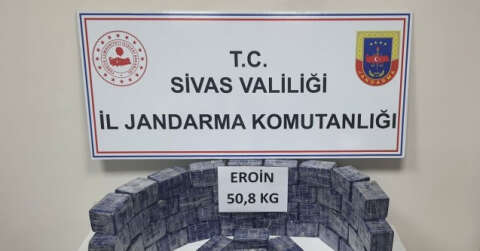 T.C.
SİVAS VALİLİĞİ
İL JANDARMA KOMUTANLIĞI
EROİN
50,8 KG